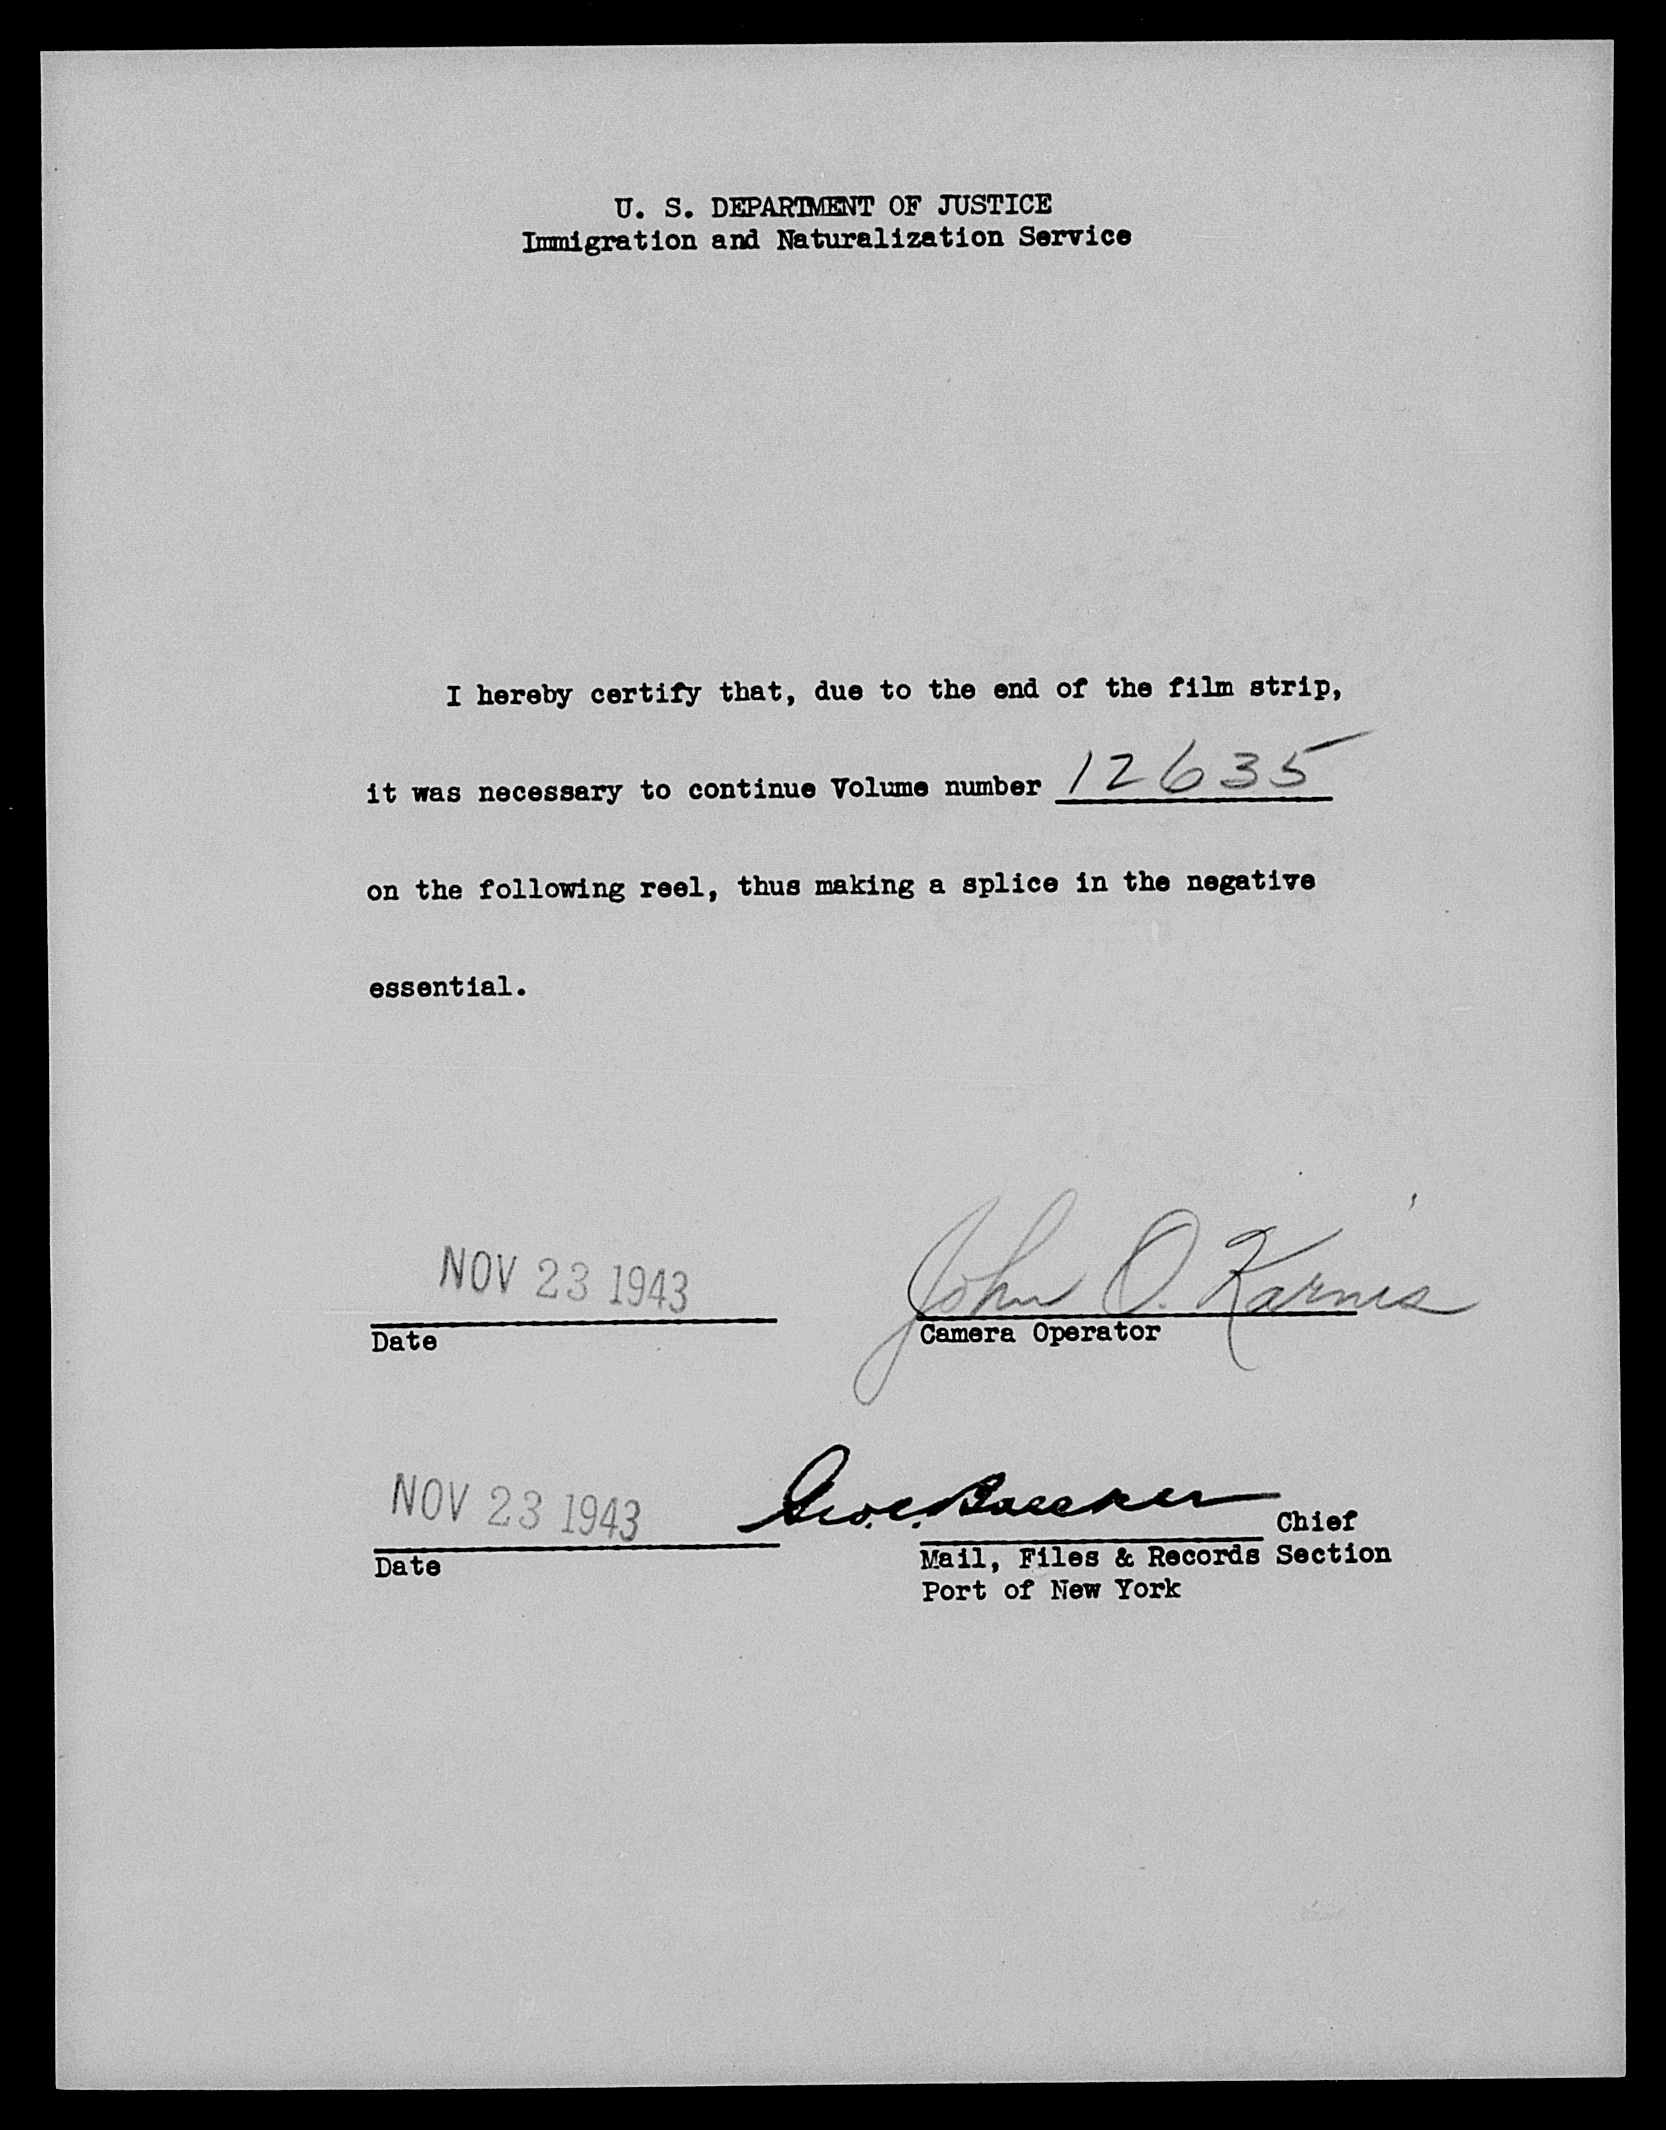 U. S. DEPARTMENT OF JUSTICE
Immigration and Naturalization Service
I hereby certify that, due to the end of the film strip,
it was necessary to continue Volume number 12635
on the following reel, thus making a splice in the negative
essential.
NOV 23 1943
John O. Karnes
Date
Camera Operator
NOV 23 1943
Chief
Date
Mail, Files & Records Section
Port of New York